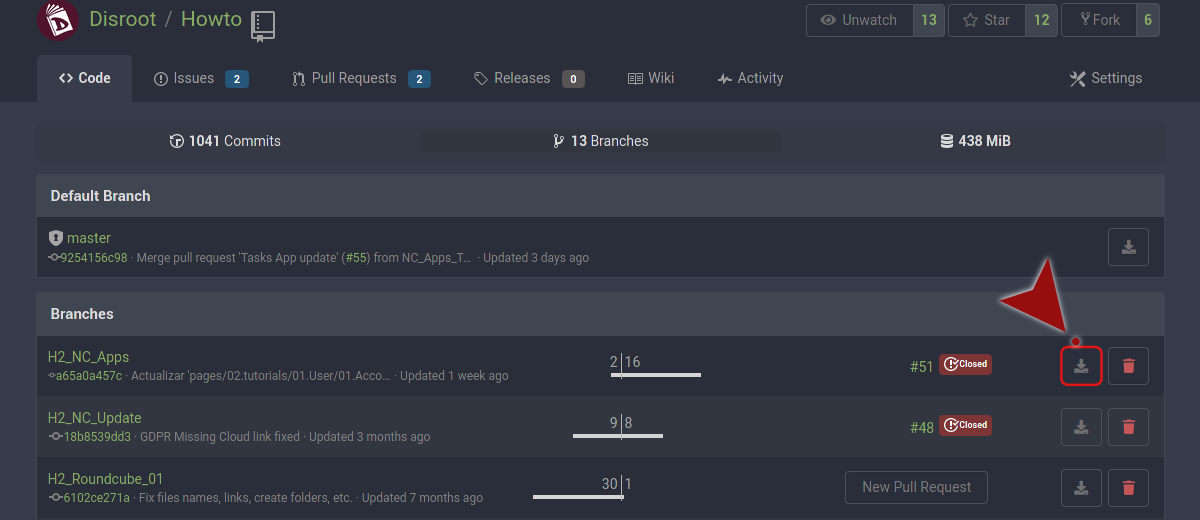 Disroot / Howto
Unwatch 13 Star 12 Fork 6
Code Issues 2 Pull Requests 2 Releases 0 Wiki Activity Settings
1041 Commits 13 Branches 438 MiB
Default Branch
master
9254156c98 · Merge pull request 'Tasks App update' (#55) from NC_Apps_T… · Updated 3 days ago
Branches
H2_NC_Apps
2 16
#51 Closed
a65a0a457c · Actualizar 'pages/02.tutorials/01.User/01.Acco… · Updated 1 week ago
H2_NC_Update
9 8
#48 Closed
18b8539dd3 · GDPR Missing Cloud link fixed · Updated 3 months ago
H2_Roundcube_01
30 1
New Pull Request
6102ce271a · Fix files names, links, create folders, etc. · Updated 7 months ago